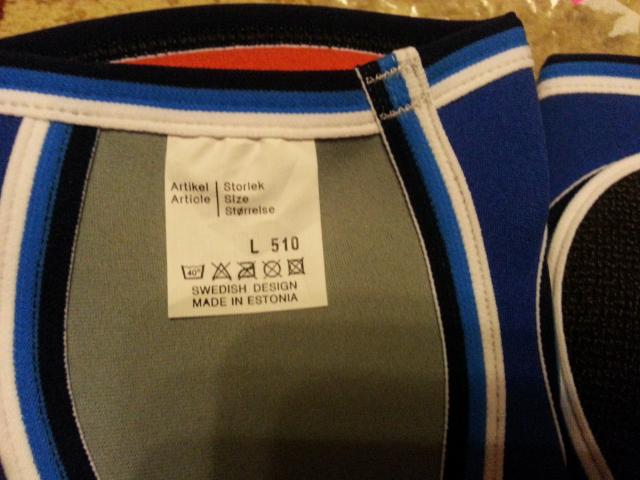 Artikel Storlek
Article Size
Størrelse
L 510
40°
SWEDISH DESIGN
MADE IN ESTONIA